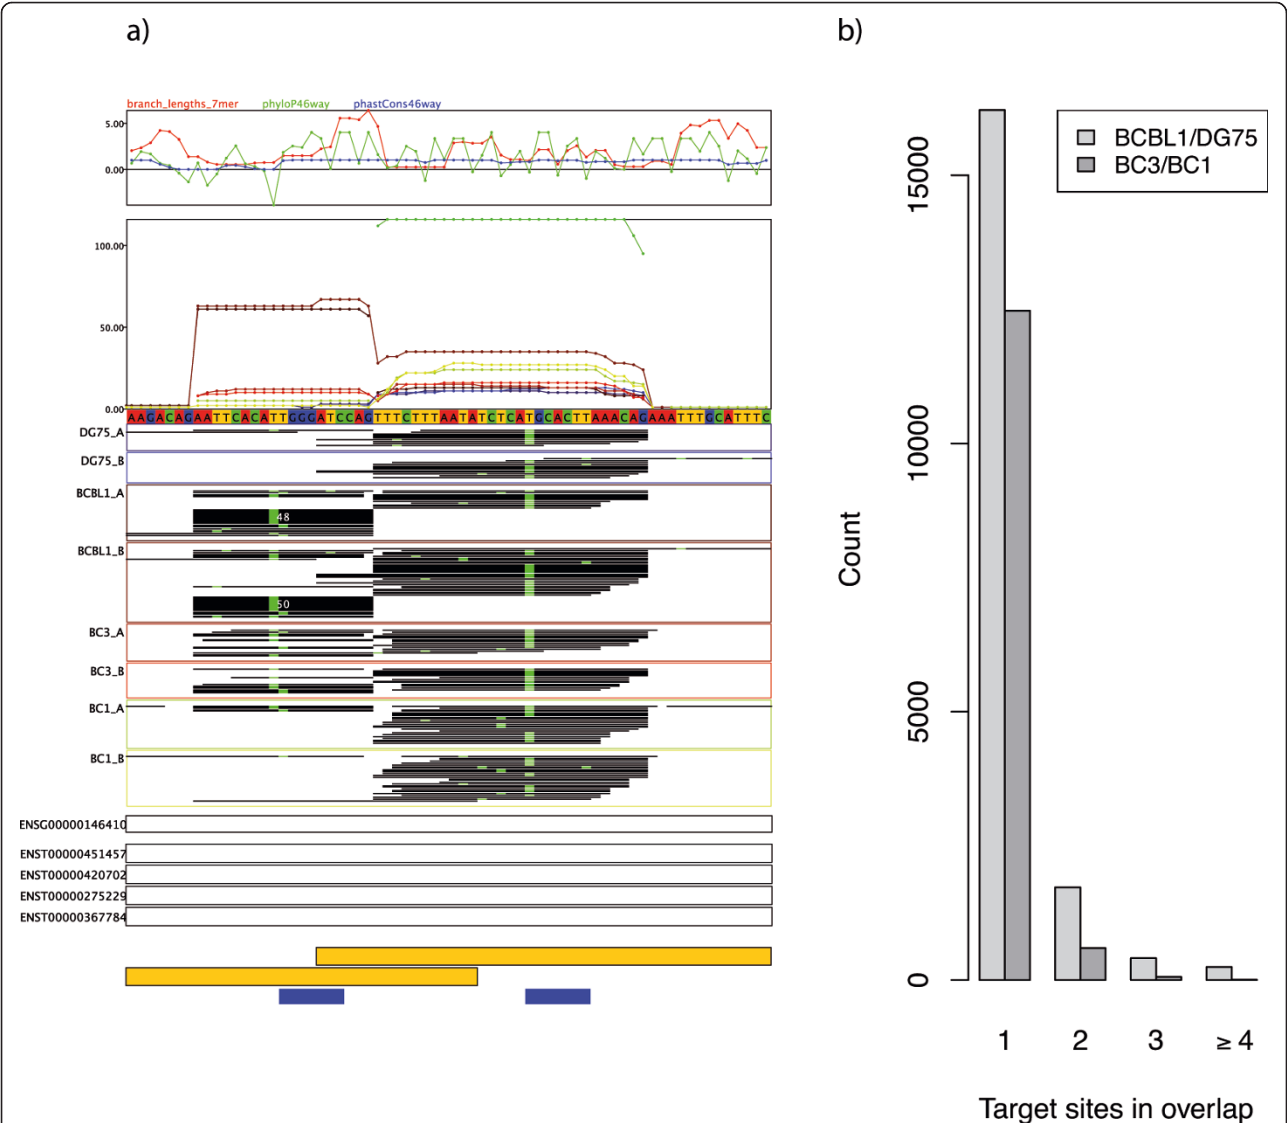 a)
branch_lengths_7mer phyloP46way phastCons46way
5.00
0.00
100.00
50.00
0.00
AAGACAGAATTCACATTGGGATCCAGTTTCTTTAATATCTCATGCACTTAAACAGAAATTTGCATTTC
DG75_A
DG75_B
BCBL1_A
48
BCBL1_B
50
BC3_A
BC3_B
BC1_A
BC1_B
ENSG00000146410
ENST00000451457
ENST00000420702
ENST00000275229
ENST00000367784
b)
BCBL1/DG75
BC3/BC1
Count
15000
10000
5000
0
1 2 3 ≥ 4
Target sites in overlap